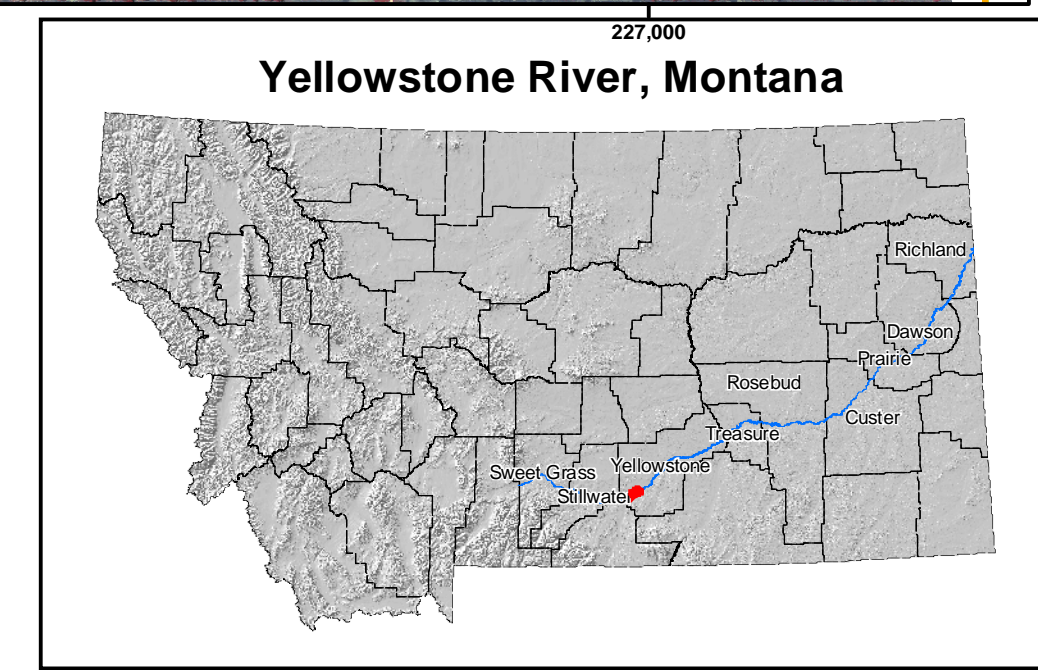 227,000
Yellowstone River, Montana
Richland
Dawson
Prairie
Rosebud
Custer
Treasure
Yellowstone
Sweet Grass
Stillwater